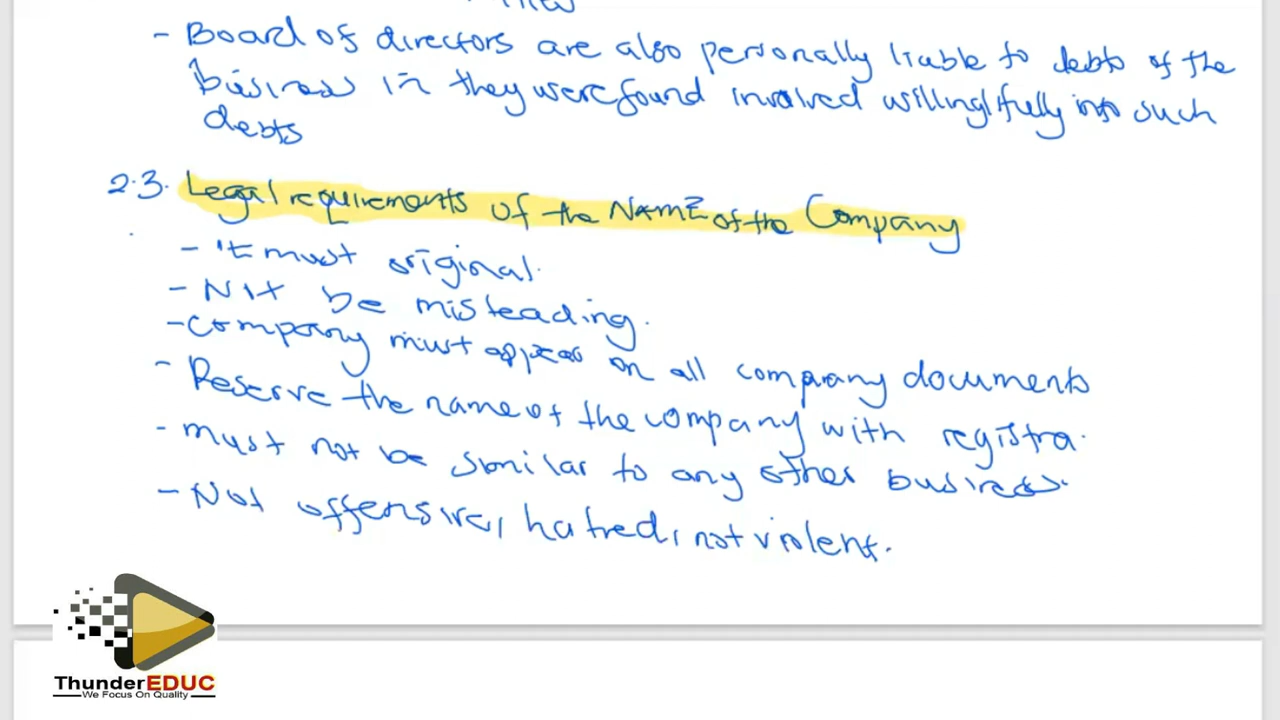 - Board of directors are also personally liable to debts of the
business in they were found involved willingl/fully into such
debts
2.3. Legal requirements of the NAME of the Company
- It must original.
- Not be misleading.
- Company must appear on all company documents
- Reserve the name of the company with registra.
- must not be similar to any other business.
- Not offensive, hatred, not violent.
ThunderEDUC
We Focus On Quality